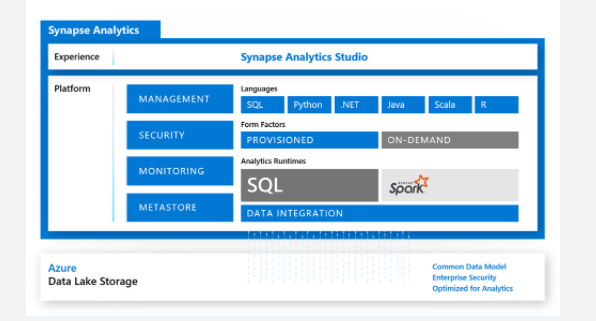 Synapse Analytics
Experience
Synapse Analytics Studio
Platform
MANAGEMENT
SECURITY
MONITORING
METASTORE
Languages
SQL Python .NET Java Scala R
Form Factors
PROVISIONED ON-DEMAND
Analytics Runtimes
SQL APACHE Spark
DATA INTEGRATION
Azure
Data Lake Storage
Common Data Model
Enterprise Security
Optimized for Analytics